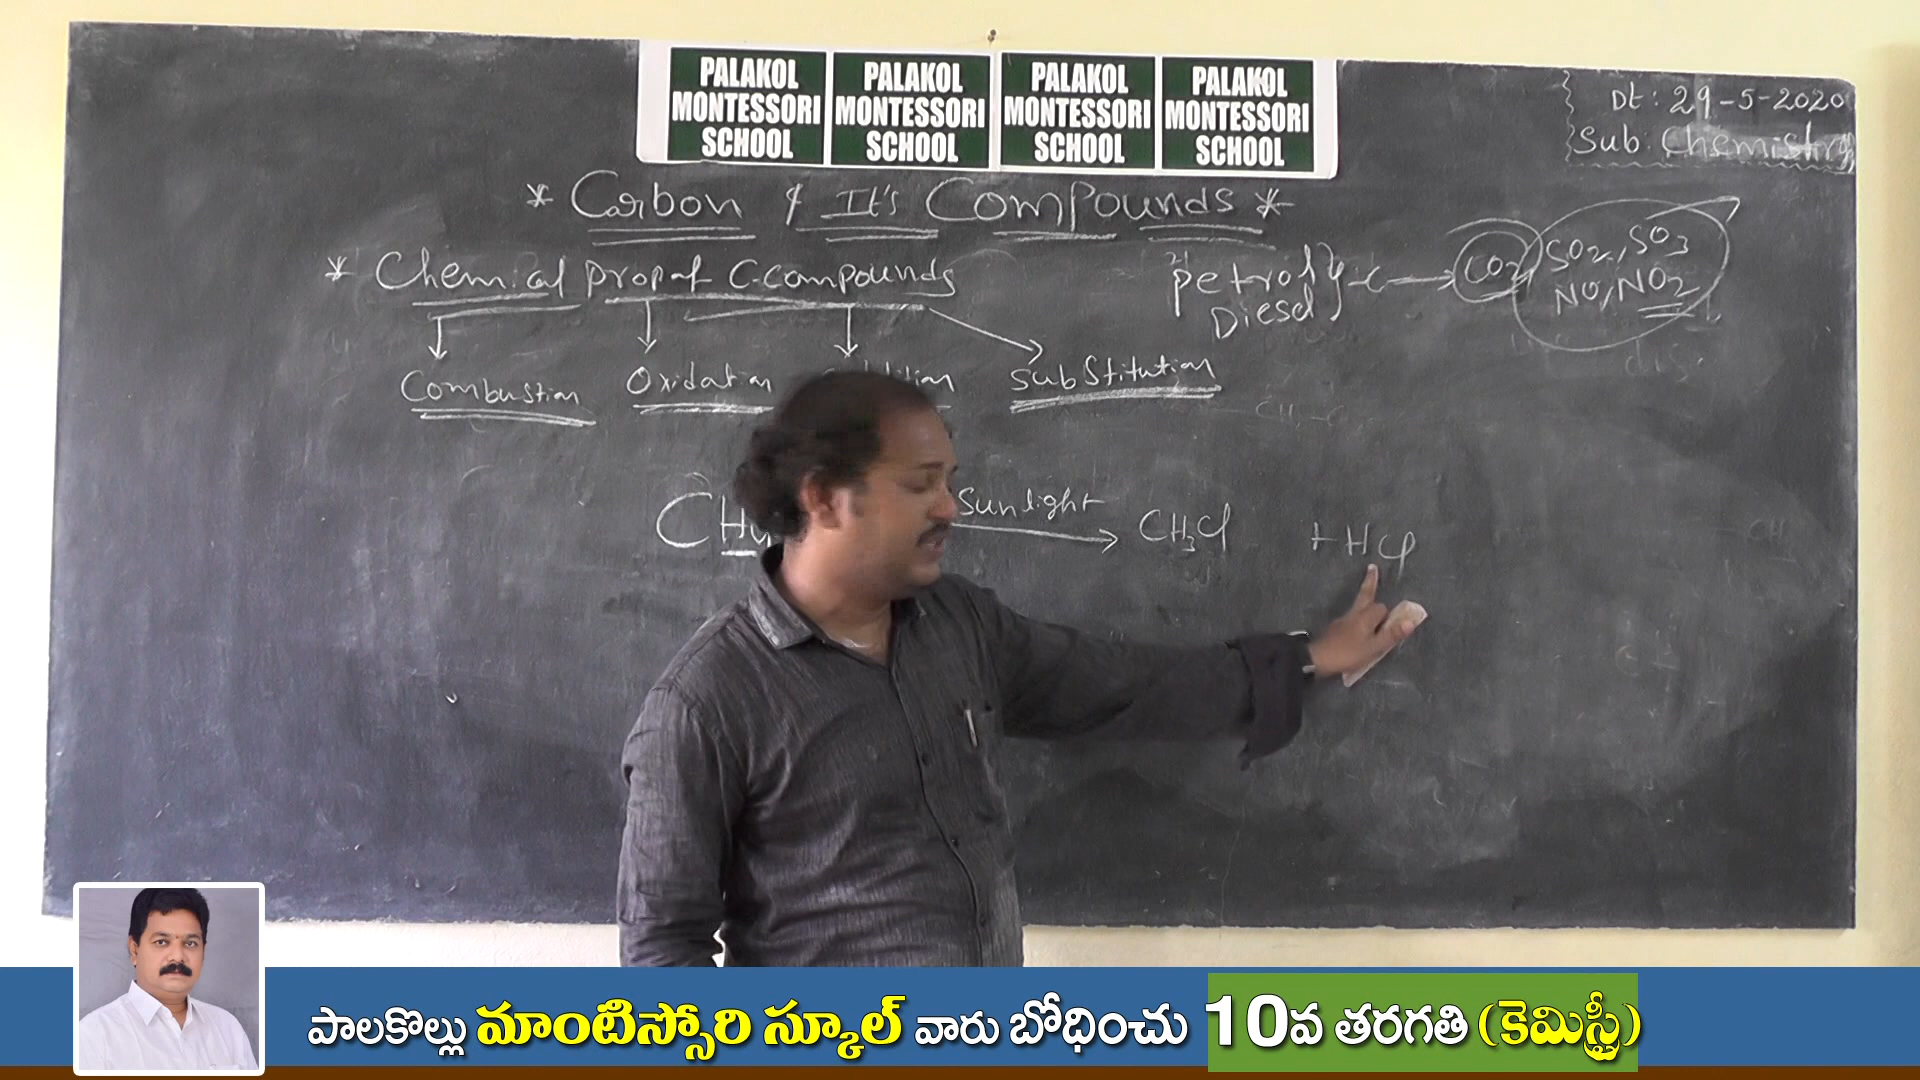 PALAKOL MONTESSORI SCHOOL
PALAKOL MONTESSORI SCHOOL
PALAKOL MONTESSORI SCHOOL
PALAKOL MONTESSORI SCHOOL
Dt: 29-5-2020
Sub: Chemistry
* Carbon & It's Compounds *
* Chemical prop of C-compounds
Petrol
Diesel
CO2, SO2, SO3
NO, NO2
Combustion Oxidation Substitution
CH4 Sunlight CH3Cl + HCl
పాలకొల్లు మాంటిస్సోరి స్కూల్ వారు బోధించు 10వ తరగతి (కెమిస్ట్రీ)